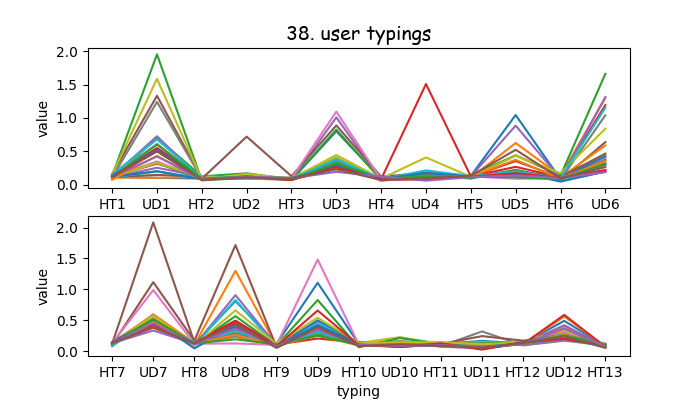 38. user typings
value
2.0
1.5
1.0
0.5
0.0
HT1 UD1 HT2 UD2 HT3 UD3 HT4 UD4 HT5 UD5 HT6 UD6
value
2.0
1.5
1.0
0.5
0.0
HT7 UD7 HT8 UD8 HT9 UD9 HT10 UD10 HT11 UD11 HT12 UD12 HT13
typing